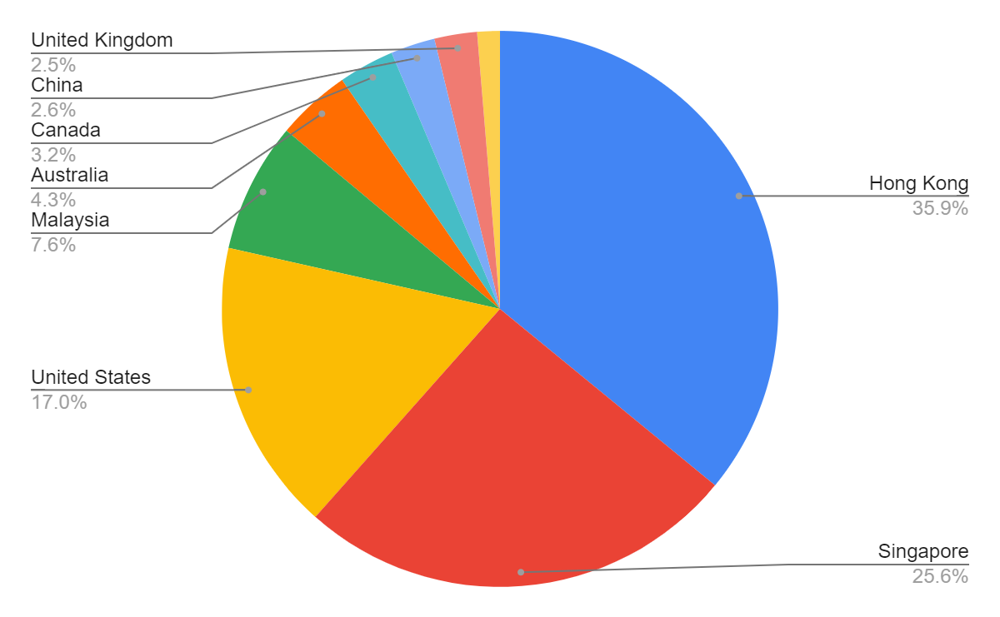 United Kingdom
2.5%
China
2.6%
Canada
3.2%
Australia
4.3%
Malaysia
7.6%
United States
17.0%
Hong Kong
35.9%
Singapore
25.6%